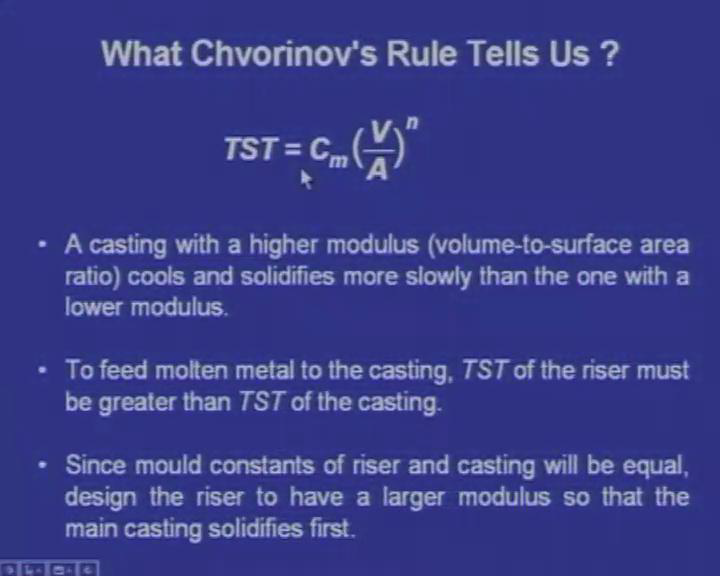 What Chvorinov's Rule Tells Us ?
TST = Cₘ (V/A)ⁿ
• A casting with a higher modulus (volume-to-surface area
ratio) cools and solidifies more slowly than the one with a
lower modulus.
• To feed molten metal to the casting, TST of the riser must
be greater than TST of the casting.
• Since mould constants of riser and casting will be equal,
design the riser to have a larger modulus so that the
main casting solidifies first.